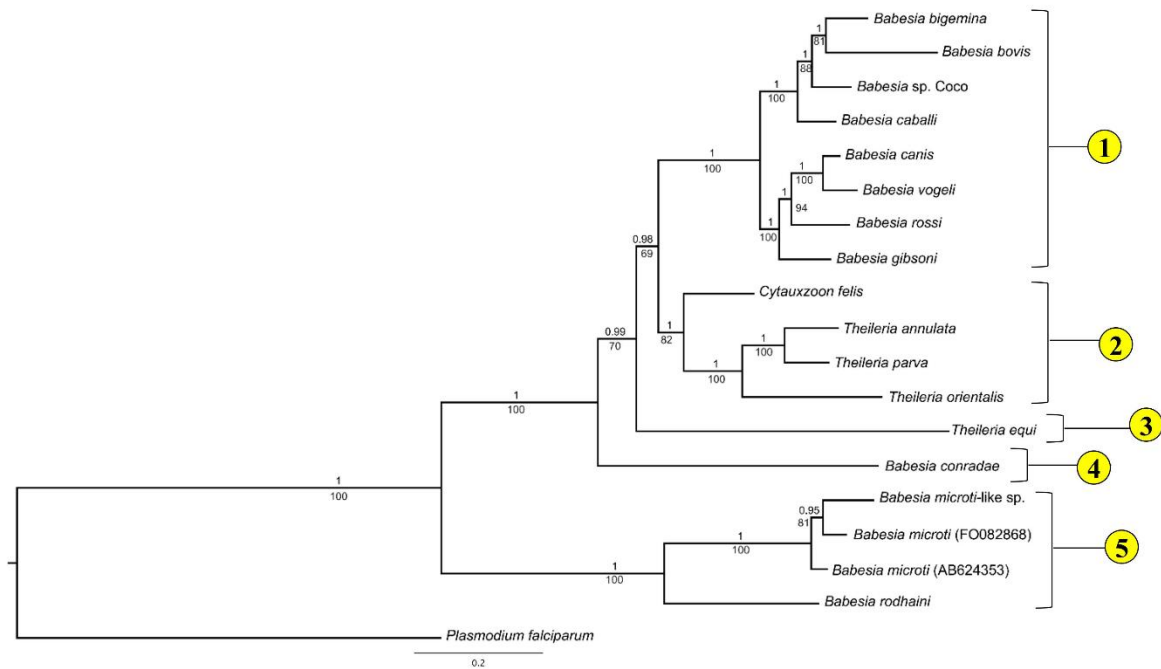 Babesia bigemina
1
81
Babesia bovis
1
88
Babesia sp. Coco
1
100
Babesia caballi
1
Babesia canis
1
100
1
100
Babesia vogeli
1
94
Babesia rossi
1
100
Babesia gibsoni
0.98
69
Cytauxzoon felis
1
82
Theileria annulata
1
100
2
0.99
70
Theileria parva
1
100
Theileria orientalis
Theileria equi
3
1
100
Babesia conradae
4
1
100
Babesia microti-like sp.
0.95
81
Babesia microti (FO082868)
1
100
5
Babesia microti (AB624353)
1
100
Babesia rodhaini
Plasmodium falciparum
0.2